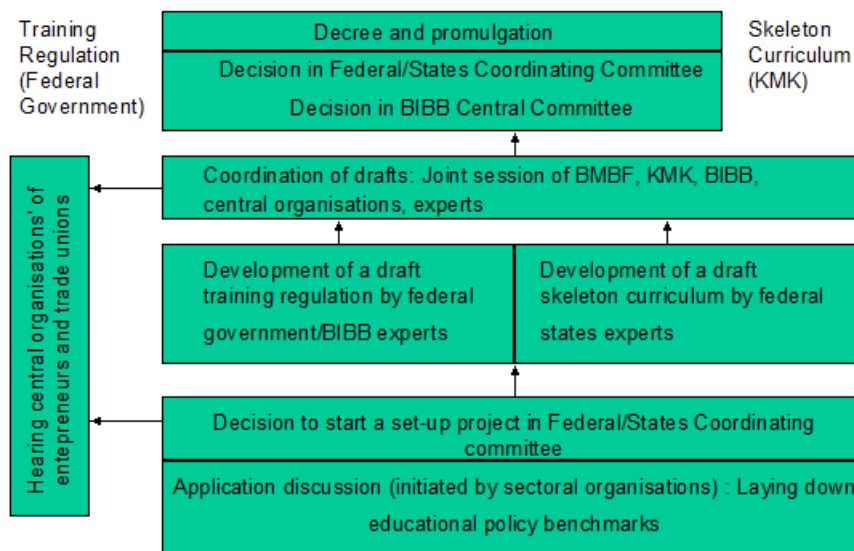 Training
Regulation
(Federal
Government)
Decree and promulgation
Skeleton
Curriculum
(KMK)
Decision in Federal/States Coordinating Committee
Decision in BIBB Central Committee
Hearing central organisations' of
entepreneurs and trade unions
Coordination of drafts: Joint session of BMBF, KMK, BIBB,
central organisations, experts
Development of a draft
training regulation by federal
government/BIBB experts
Development of a draft
skeleton curriculum by federal
states experts
Decision to start a set-up project in Federal/States Coordinating
committee
Application discussion (initiated by sectoral organisations) : Laying down
educational policy benchmarks